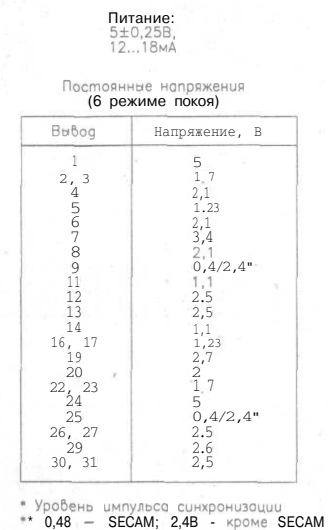 Питание:
5±0,25В,
12...18мА
Постоянные напряжения
(6 режиме покоя)
Вывод Напряжение, В
1 5
2, 3 1,7
4 2,1
5 1.23
6 2,1
7 3,4
8 2,1
9 0,4/2,4"
11 1,1
12 2.5
13 2,5
14 1,1
16, 17 1,23
19 2,7
20 2
22, 23 1,7
24 5
25 0,4/2,4"
26, 27 2.5
29 2.6
30, 31 2,5
* Уровень импульса синхронизации
** 0,48 — SECAM; 2,4В - кроме SECAM